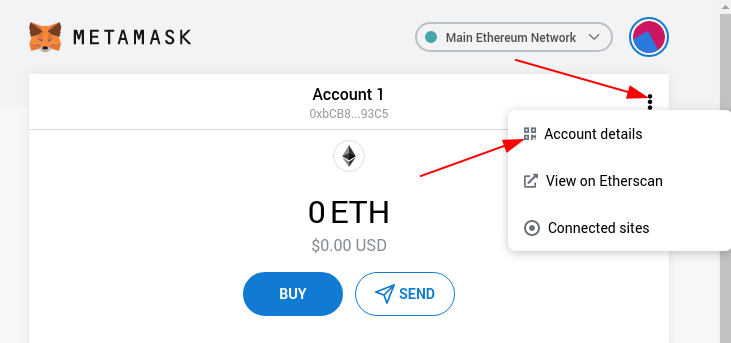 METAMASK
Main Ethereum Network
Account 1
0xbCB8...93C5
Account details
View on Etherscan
Connected sites
0 ETH
$0.00 USD
BUY
SEND